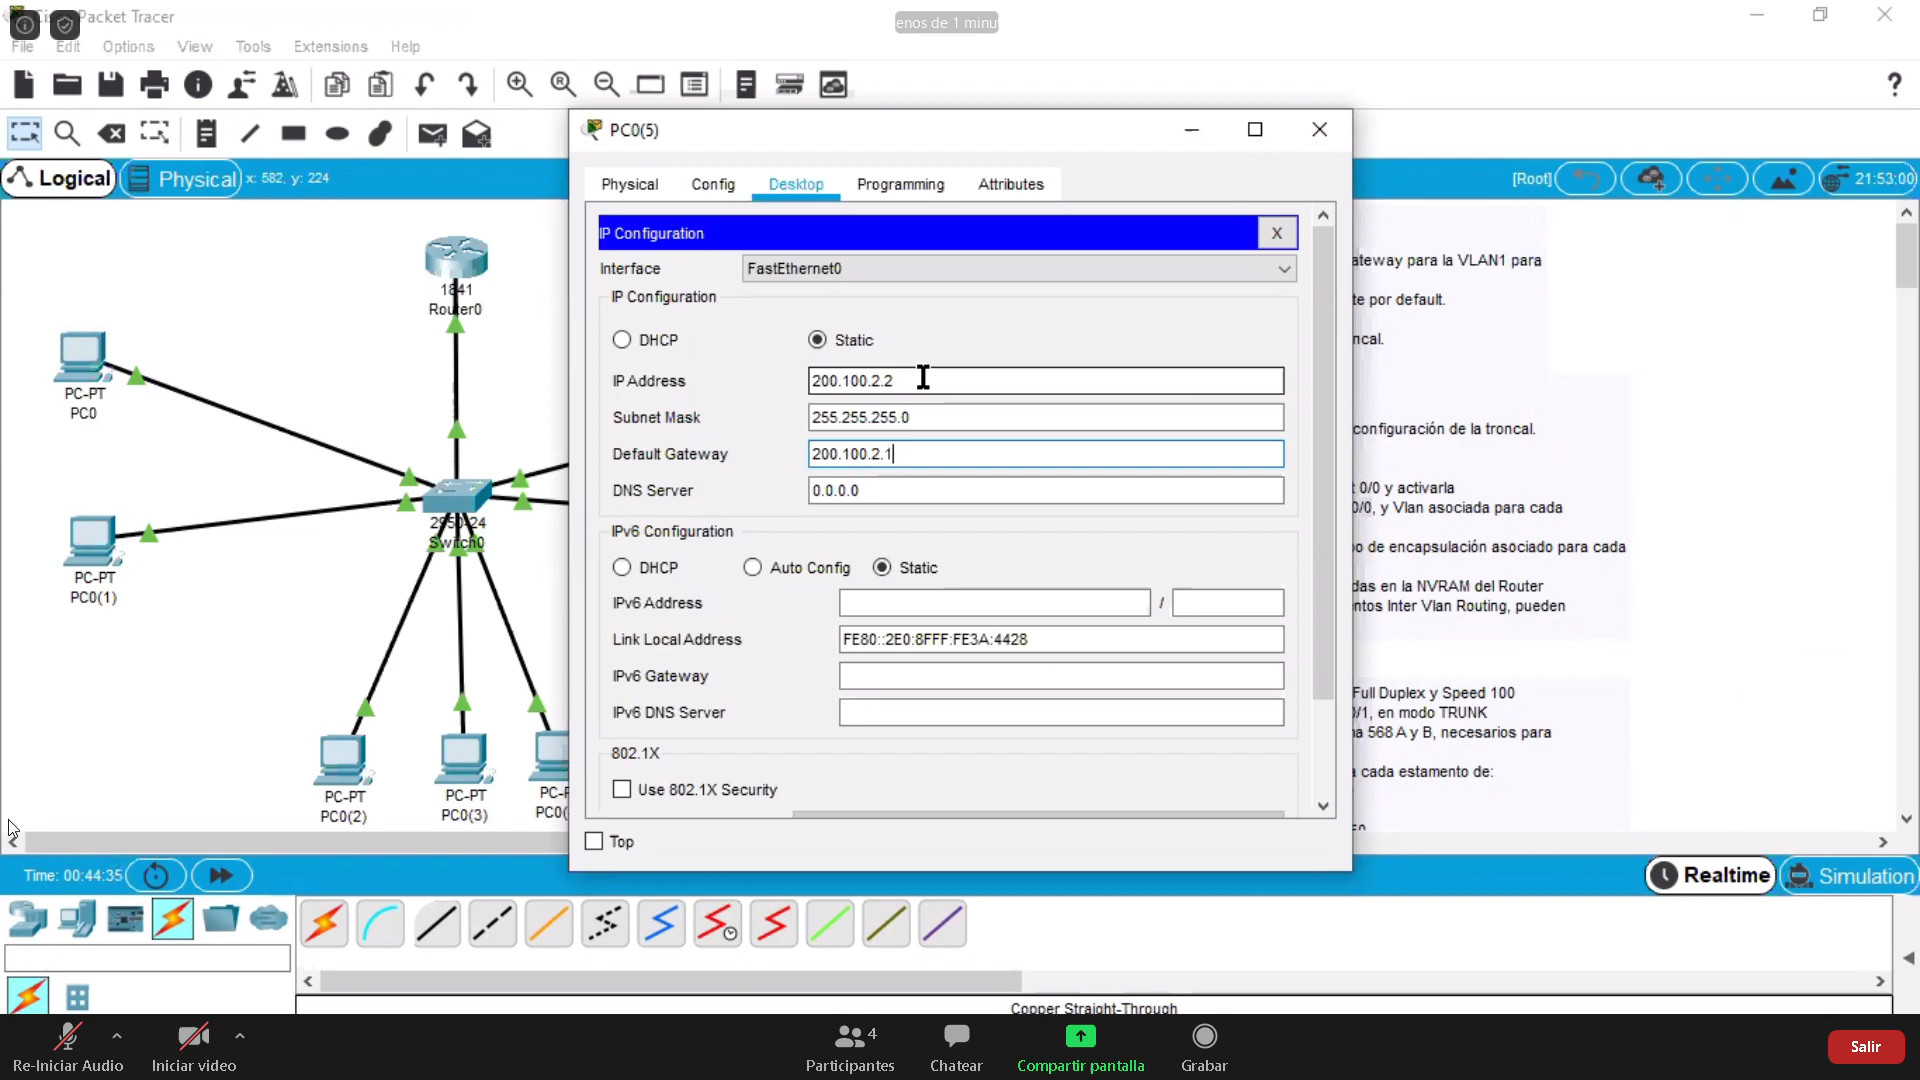 Packet Tracer
enos de 1 minu
File Edit Options View Tools Extensions Help
Logical
Physical
x: 582, y: 224
[Root]
21:53:00
1841
Router0
PC-PT
PC0
PC-PT
PC0(1)
2950-24
Switch0
PC-PT
PC0(2)
PC-PT
PC0(3)
PC-P
PC0(
PC0(5)
Physical Config Desktop Programming Attributes
IP Configuration
X
Interface
FastEthernet0
IP Configuration
DHCP
Static
IP Address
200.100.2.2
Subnet Mask
255.255.255.0
Default Gateway
200.100.2.1
DNS Server
0.0.0.0
IPv6 Configuration
DHCP
Auto Config
Static
IPv6 Address
/
Link Local Address
FE80::2E0:8FFF:FE3A:4428
IPv6 Gateway
IPv6 DNS Server
802.1X
Use 802.1X Security
Top
ateway para la VLAN1 para
te por default.
ncal.
configuración de la troncal.
t 0/0 y activarla
0/0, y Vlan asociada para cada
o de encapsulación asociado para cada
das en la NVRAM del Router
ntos Inter Vlan Routing, pueden
Full Duplex y Speed 100
0/1, en modo TRUNK
a 568 A y B, necesarios para
a cada estamento de:
Time: 00:44:35
Realtime
Simulation
Copper Straight-Through
Re-Iniciar Audio
Iniciar video
Participantes
4
Chatear
Compartir pantalla
Grabar
Salir